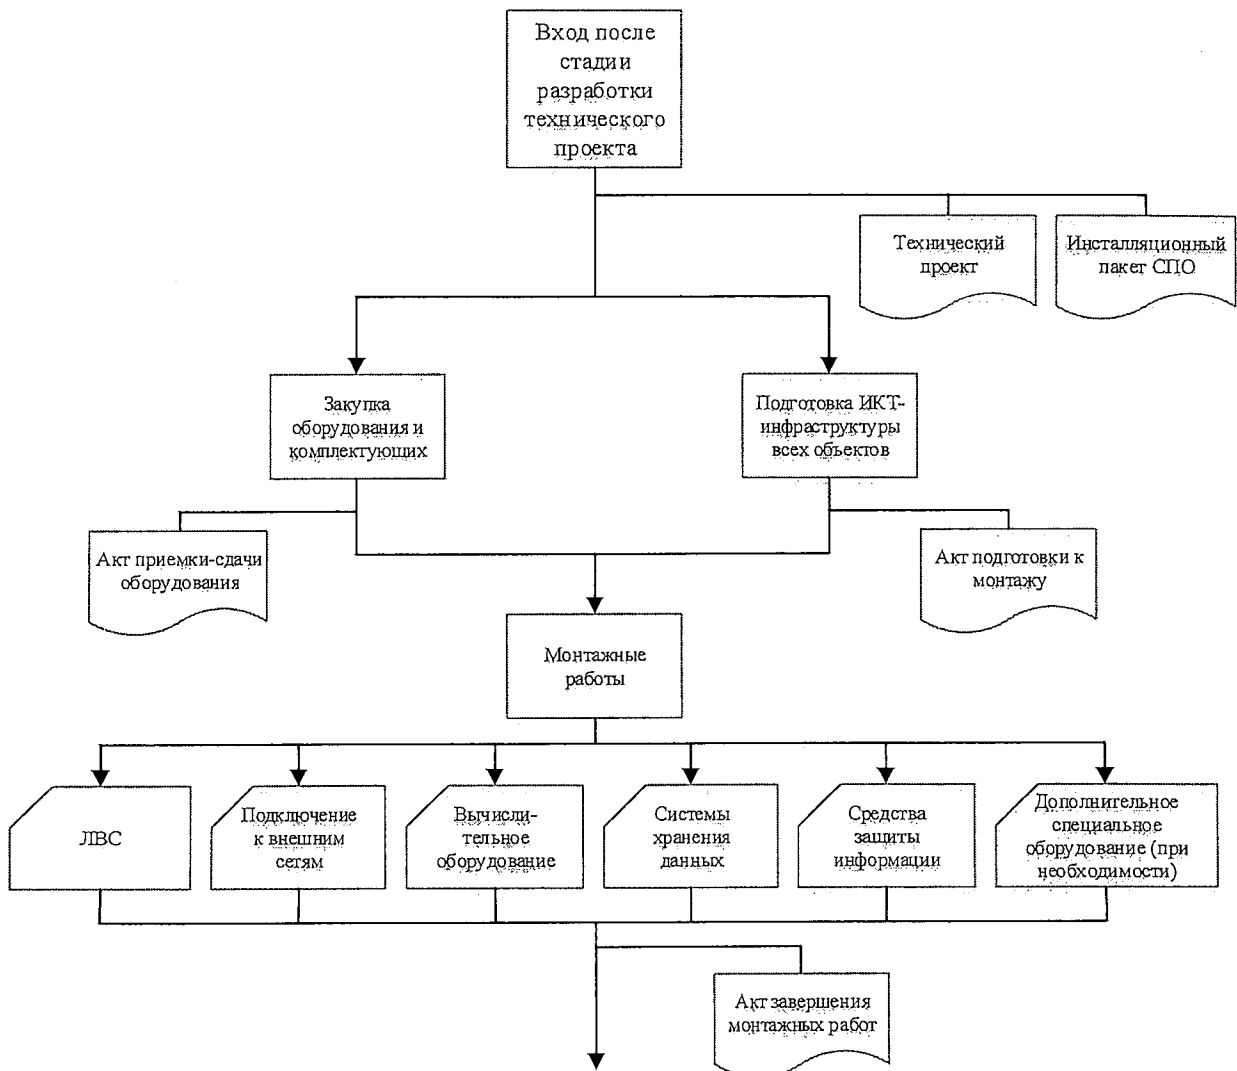 Вход после
стадии
разработки
технического
проекта
Технический
проект
Инсталляционный
пакет СПО
Закупка
оборудования и
комплектующих
Подготовка ИКТ-
инфраструктуры
всех объектов
Акт приемки-сдачи
оборудования
Акт подготовки к
монтажу
Монтажные
работы
ЛВС
Подключение
к внешним
сетям
Вычисли-
тельное
оборудование
Системы
хранения
данных
Средства
защиты
информации
Дополнительное
специальное
оборудование (при
необходимости)
Акт завершения
монтажных работ